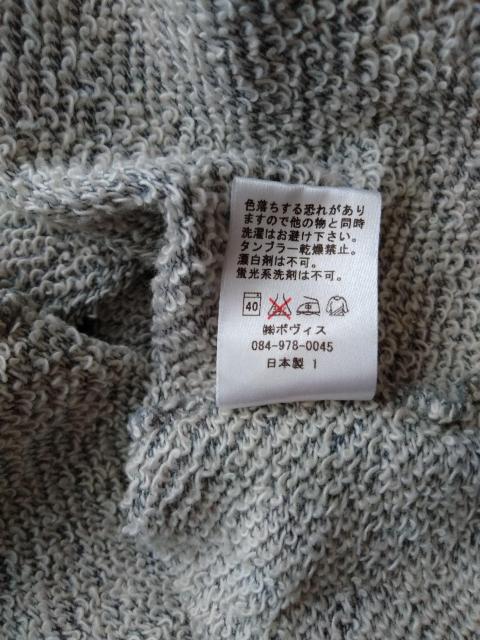 色落ちする恐れがあり
ますので他の物と同時
洗濯はお避け下さい。
タンブラー乾燥禁止。
漂白剤は不可。
蛍光系洗剤は不可。
40 中
㈱ボヴィス
084-978-0045
日本製 1